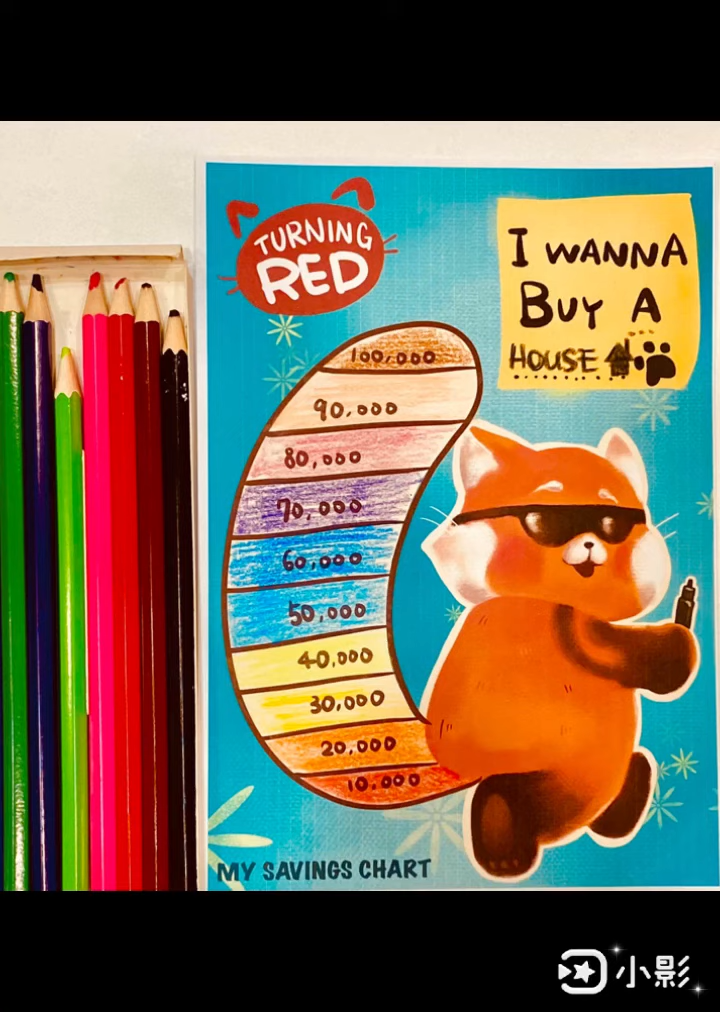 TURNING
RED
I WANNA
BUY A
HOUSE
100,000
90.000
80,000
70,000
60,000
50,000
40,000
30,000
20,000
10,000
MY SAVINGS CHART
小影